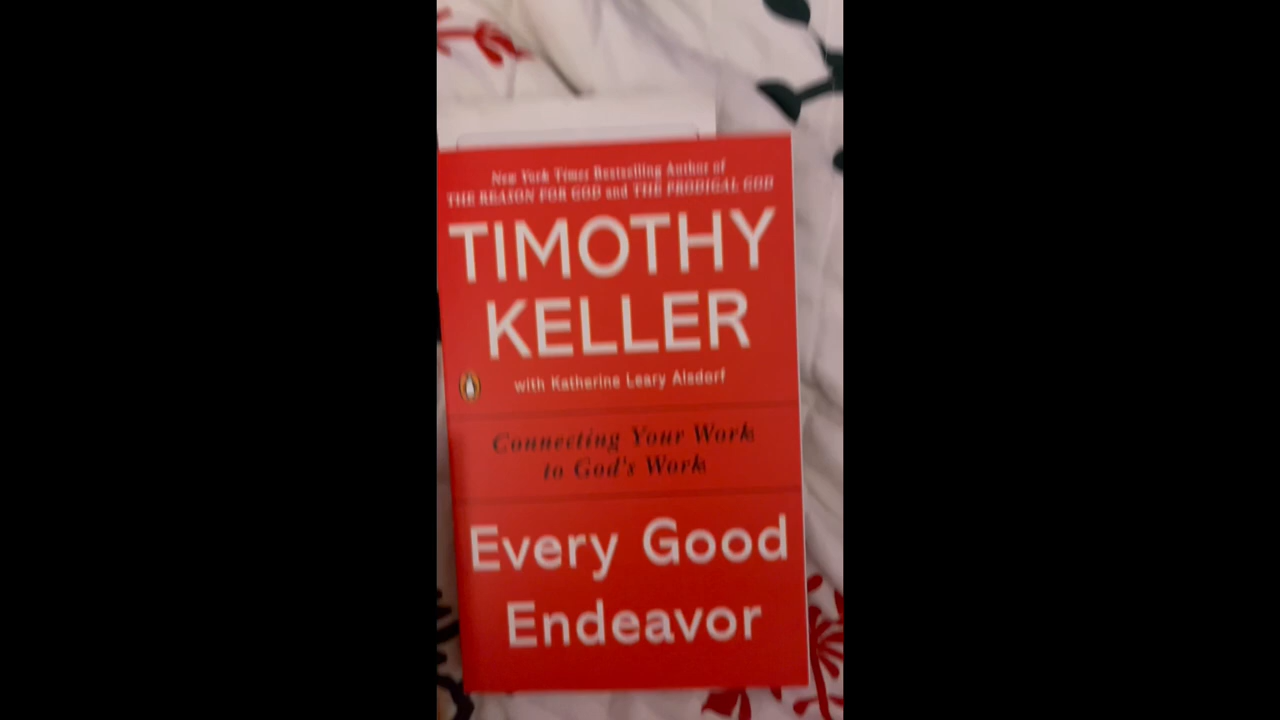 New York Times Bestselling Author of
THE REASON FOR GOD and THE PRODIGAL GOD
TIMOTHY
KELLER
with Katherine Leary Alsdorf
Connecting Your Work
to God's Work
Every Good
Endeavor